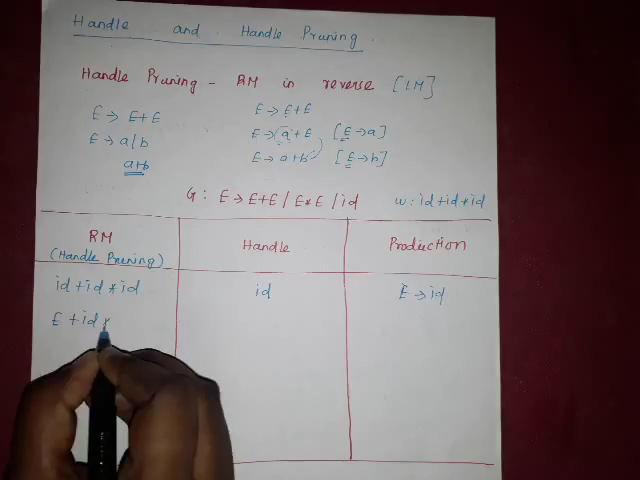 Handle and Handle Pruning
Handle Pruning - RM in reverse [LM]
E → E+E
E → a/b
a+b
E → E+E
E → a+E [E→a]
E → a+b [E→b]
G: E → E+E / E*E / id w: id+id*id
RM
(Handle Pruning)
Handle
Production
id+id*id
id
E → id
E + id